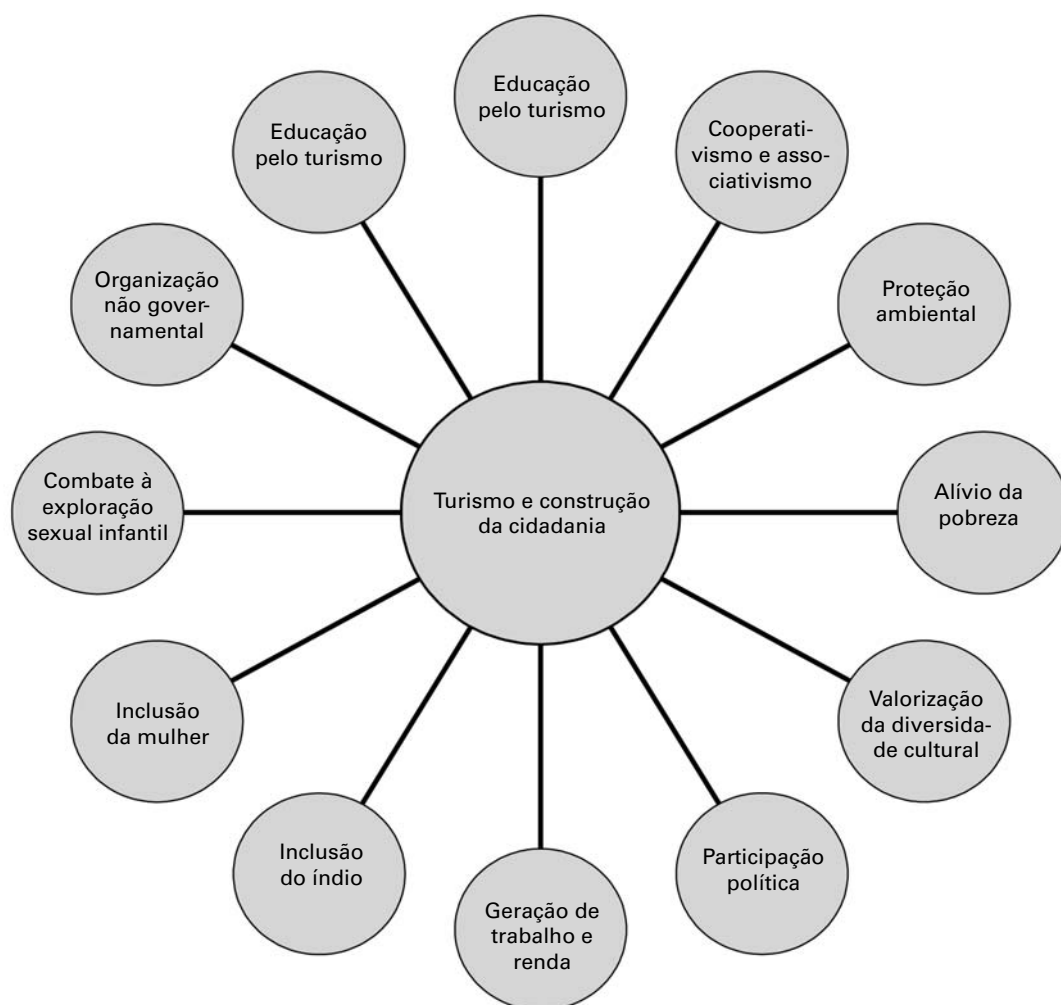 Educação
pelo turismo
Educação
pelo turismo
Cooperati-
vismo e asso-
ciativismo
Organização
não gover-
namental
Proteção
ambiental
Combate à
exploração
sexual infantil
Turismo e construção
da cidadania
Alívio da
pobreza
Inclusão
da mulher
Valorização
da diversida-
de cultural
Inclusão
do índio
Participação
política
Geração de
trabalho e
renda